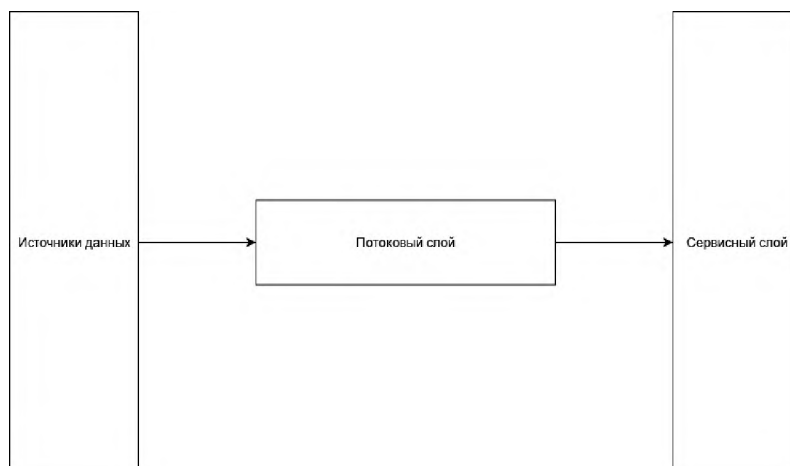 Источники данных
Потоковый слой
Сервисный слой